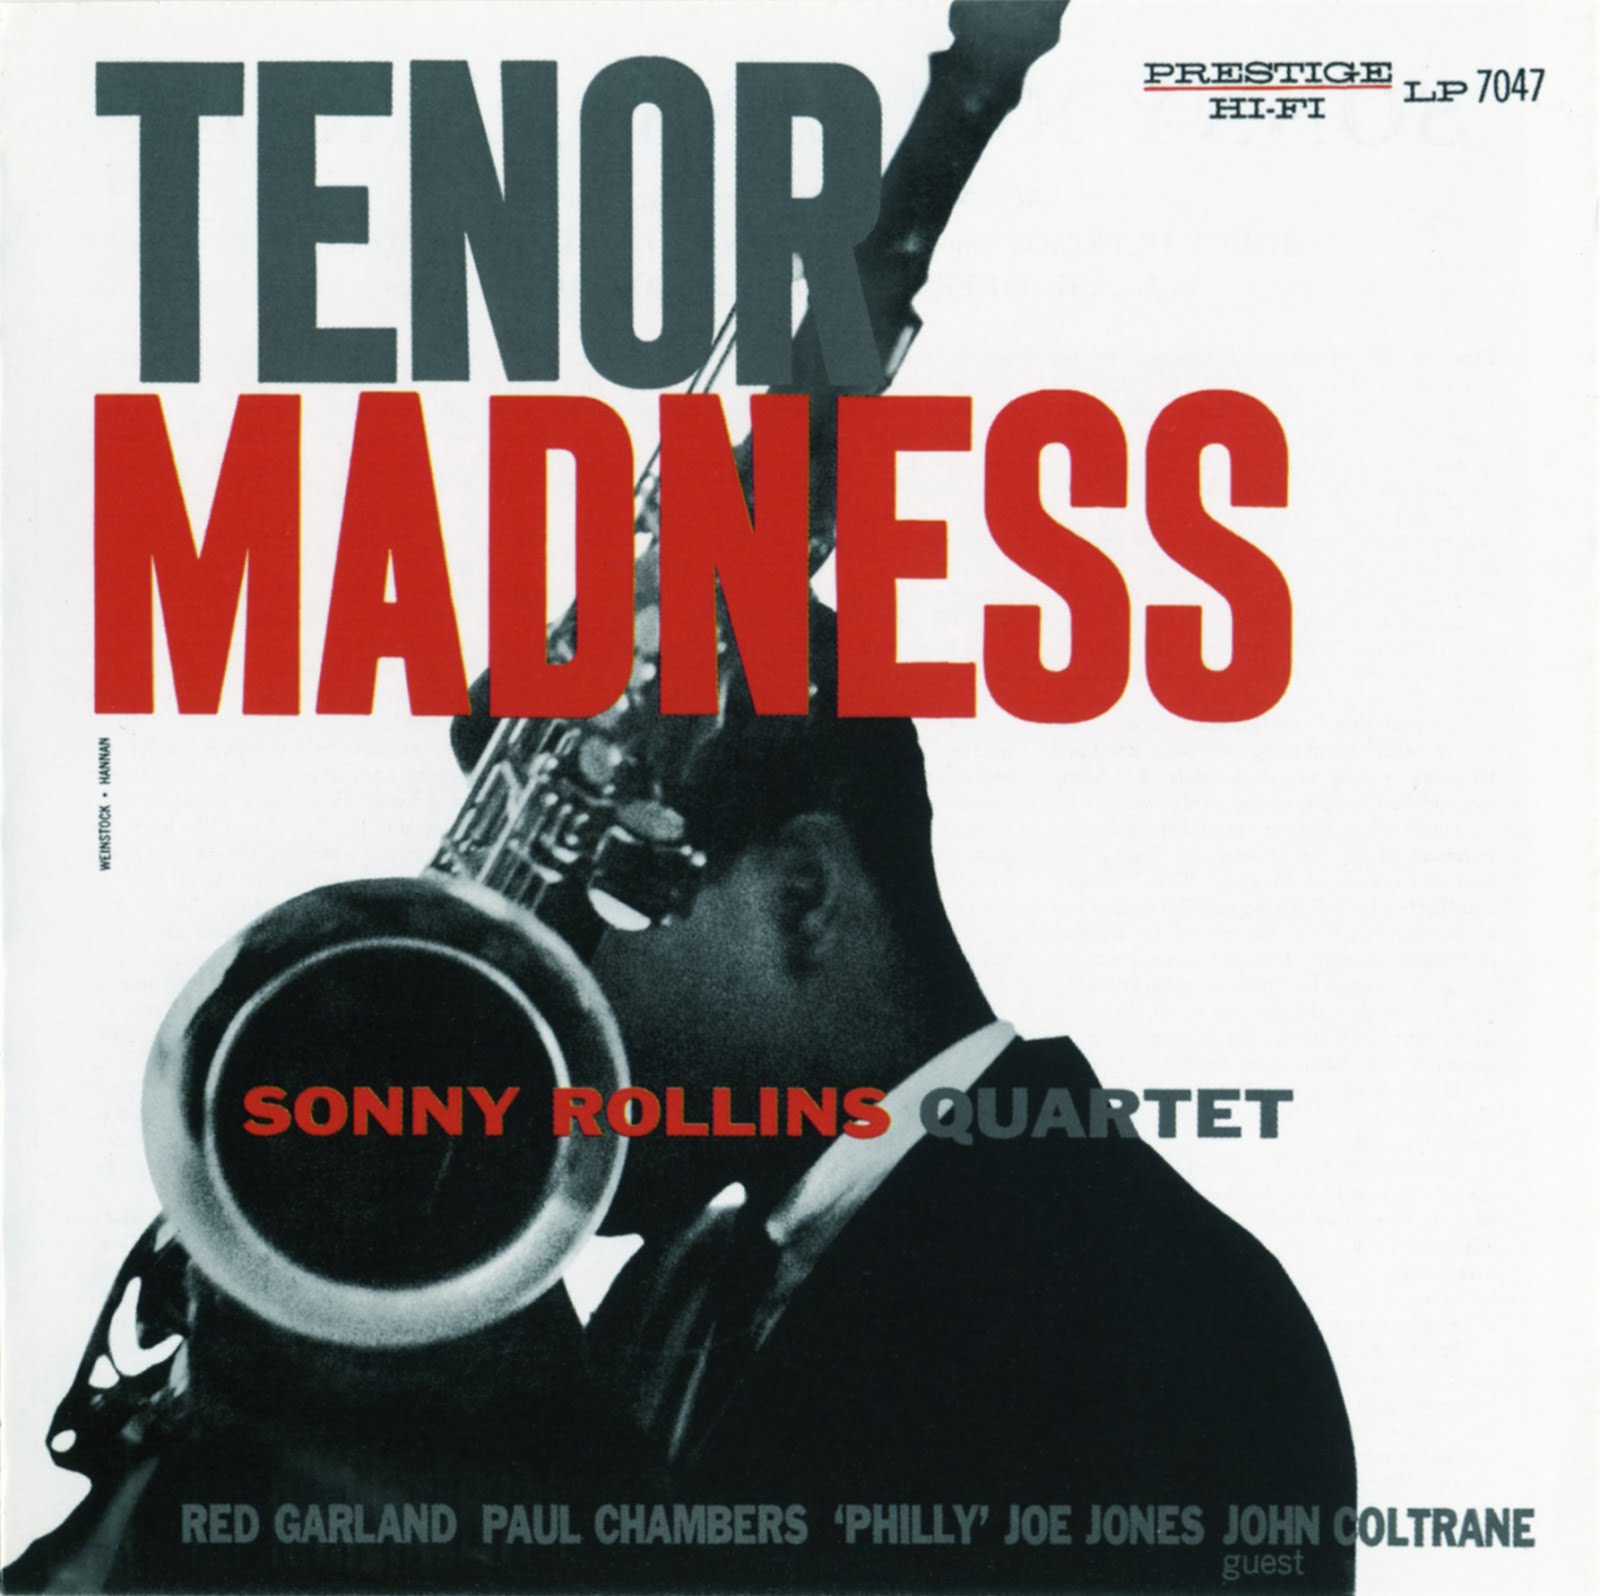 TENOR
MADNESS
PRESTIGE
HI-FI
LP 7047
WEINSTOCK • HANNAN
SONNY ROLLINS QUARTET
RED GARLAND PAUL CHAMBERS ‘PHILLY’ JOE JONES JOHN COLTRANE
guest